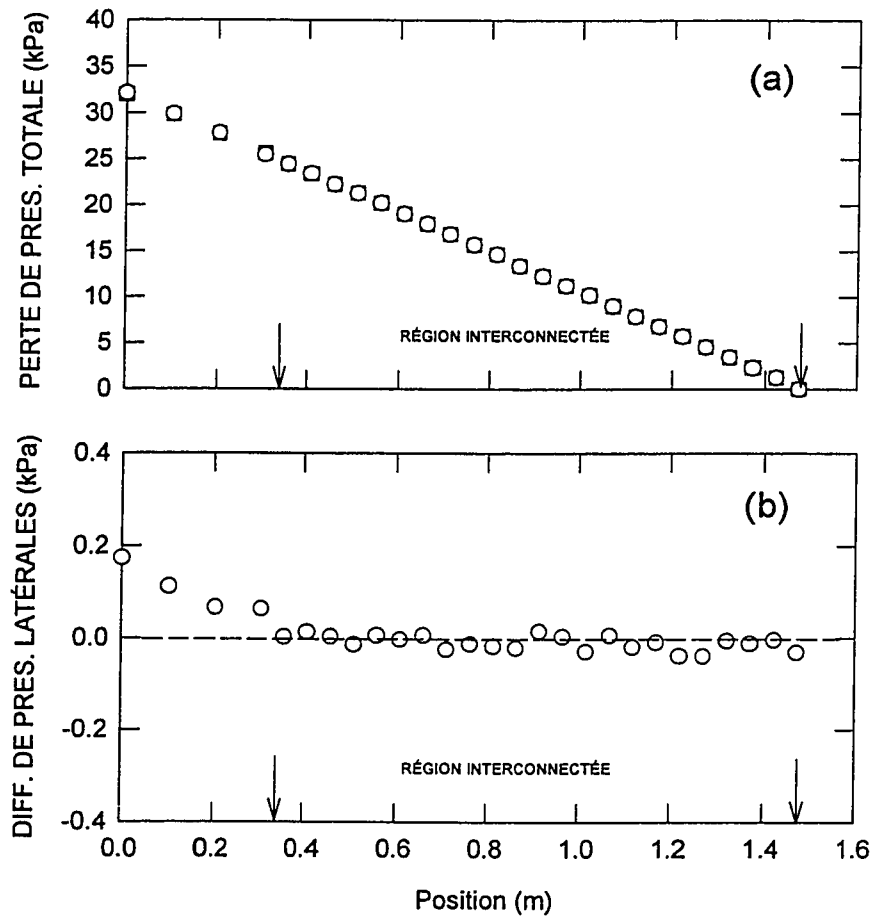 PERTE DE PRES. TOTALE (kPa)
40
35
30
25
20
15
10
5
0
(a)
RÉGION INTERCONNECTÉE
DIFF. DE PRES. LATÉRALES (kPa)
0.4
0.2
0.0
-0.2
-0.4
(b)
RÉGION INTERCONNECTÉE
0.0 0.2 0.4 0.6 0.8 1.0 1.2 1.4 1.6
Position (m)